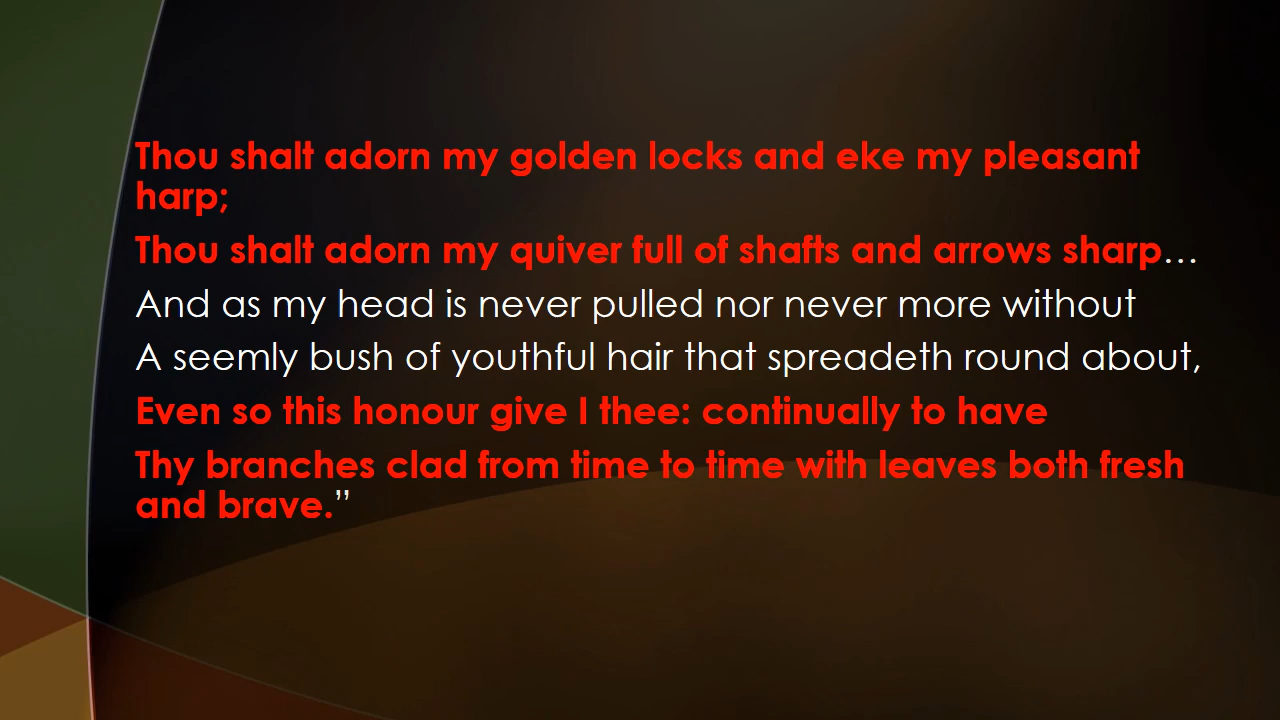 Thou shalt adorn my golden locks and eke my pleasant
harp;
Thou shalt adorn my quiver full of shafts and arrows sharp…
And as my head is never pulled nor never more without
A seemly bush of youthful hair that spreadeth round about,
Even so this honour give I thee: continually to have
Thy branches clad from time to time with leaves both fresh
and brave.”